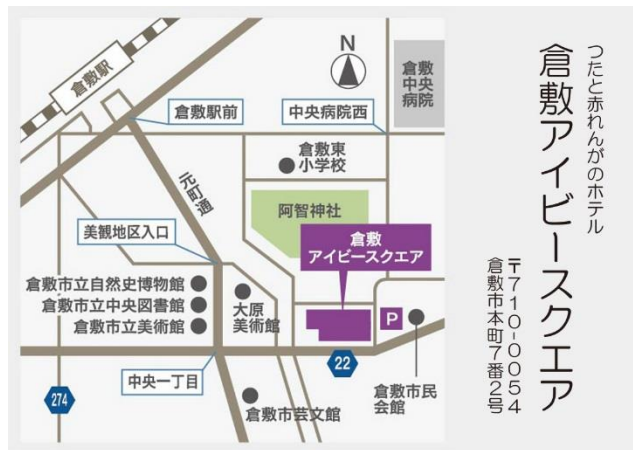 N
倉敷駅
倉敷
中央
病院
倉敷駅前
中央病院西
倉敷東
小学校
元町通
阿智神社
美観地区入口
倉敷
アイビースクエア
倉敷市立自然史博物館
倉敷市立中央図書館
倉敷市立美術館
大原
美術館
P
中央一丁目
22
274
倉敷市民
会館
倉敷市芸文館
つたと赤れんがのホテル
倉敷アイビースクエア
〒710-0054
倉敷市本町7番2号